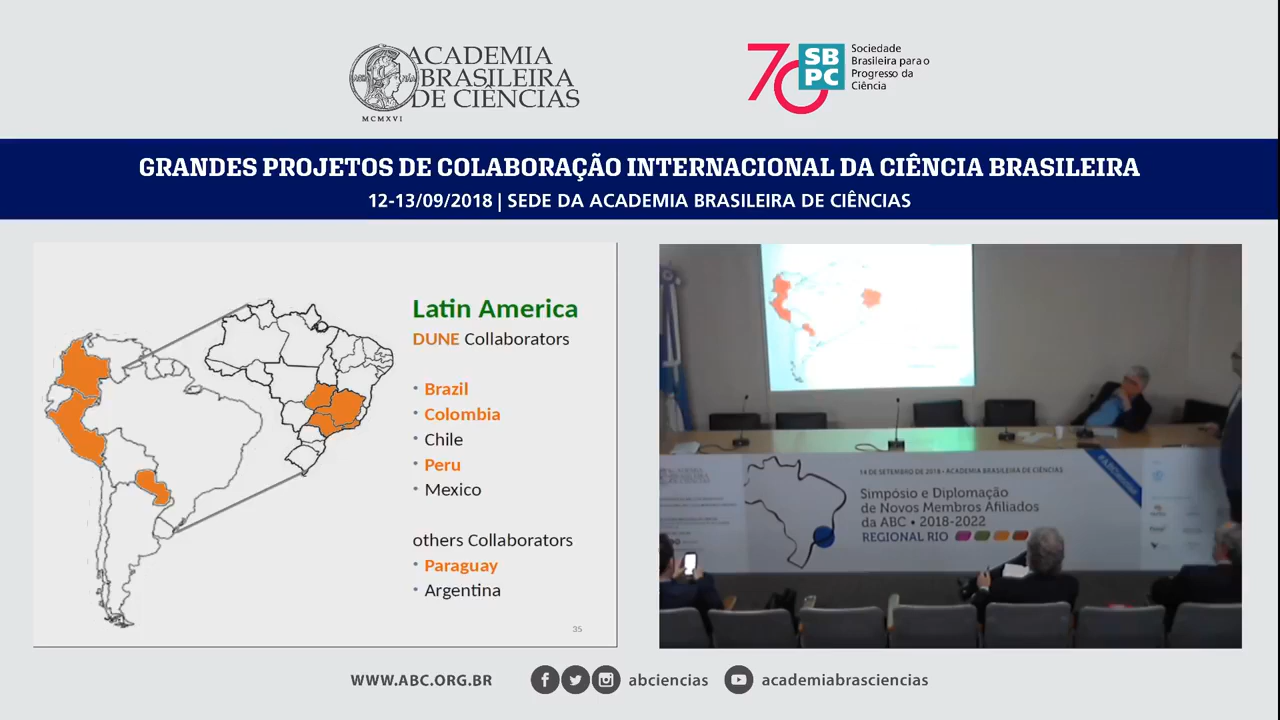 ACADEMIA
BRASILEIRA
DE CIÊNCIAS
MCMXVI
70
SB
PC
Sociedade
Brasileira para o
Progresso da
Ciência
GRANDES PROJETOS DE COLABORAÇÃO INTERNACIONAL DA CIÊNCIA BRASILEIRA
12-13/09/2018 | SEDE DA ACADEMIA BRASILEIRA DE CIÊNCIAS
Latin America
DUNE Collaborators
• Brazil
• Colombia
• Chile
• Peru
• Mexico
others Collaborators
• Paraguay
• Argentina
35
14 DE SETEMBRO DE 2018 • ACADEMIA BRASILEIRA DE CIÊNCIAS
Simpósio e Diplomação
de Novos Membros Afiliados
da ABC • 2018-2022
REGIONAL RIO
WWW.ABC.ORG.BR
abciencias
academiabrasciencias